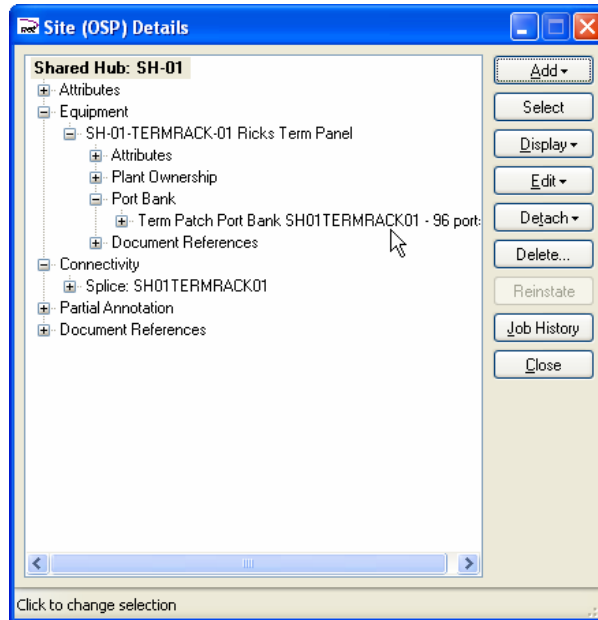 Site (OSP) Details
Shared Hub: SH-01
Attributes
Equipment
SH-01-TERMRACK-01 Ricks Term Panel
Attributes
Plant Ownership
Port Bank
Term Patch Port Bank SH01TERMRACK01 - 96 port
Document References
Connectivity
Splice: SH01TERMRACK01
Partial Annotation
Document References
Add
Select
Display
Edit
Detach
Delete...
Reinstate
Job History
Close
Click to change selection